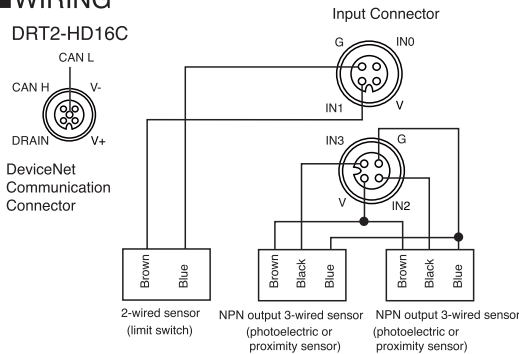 ■WIRING
DRT2-HD16C
CAN L
CAN H
V-
DRAIN
V+
DeviceNet
Communication
Connector
Input Connector
G
IN0
IN1
V
IN3
G
V
IN2
Brown
Blue
Brown
Black
Blue
Brown
Black
Blue
2-wired sensor
(limit switch)
NPN output 3-wired sensor
(photoelectric or
proximity sensor)
NPN output 3-wired sensor
(photoelectric or
proximity sensor)